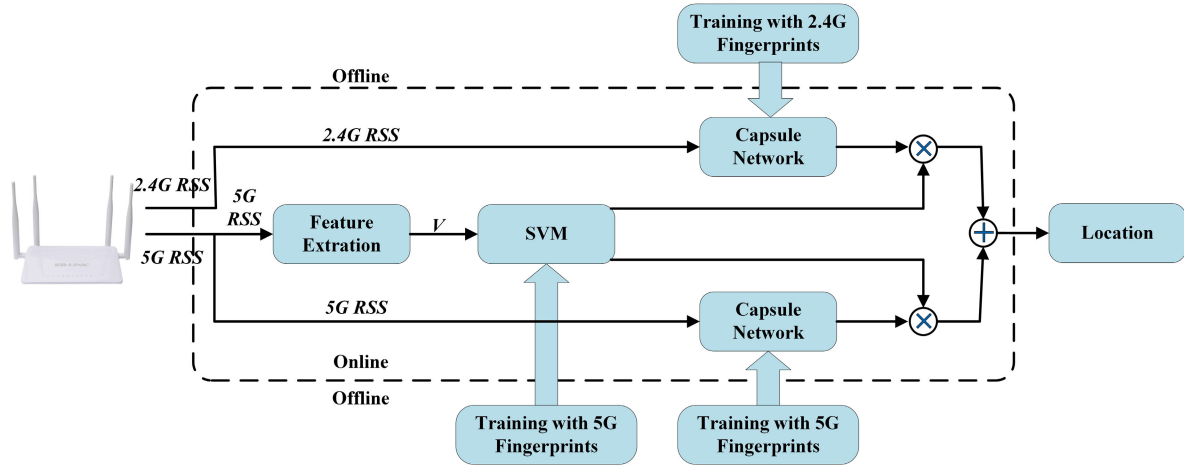 Training with 2.4G
Fingerprints
Offline
2.4G RSS
Capsule
Network
2.4G RSS
5G
RSS
Feature
Extration
V
SVM
Location
5G RSS
5G RSS
Capsule
Network
Online
Offline
Training with 5G
Fingerprints
Training with 5G
Fingerprints